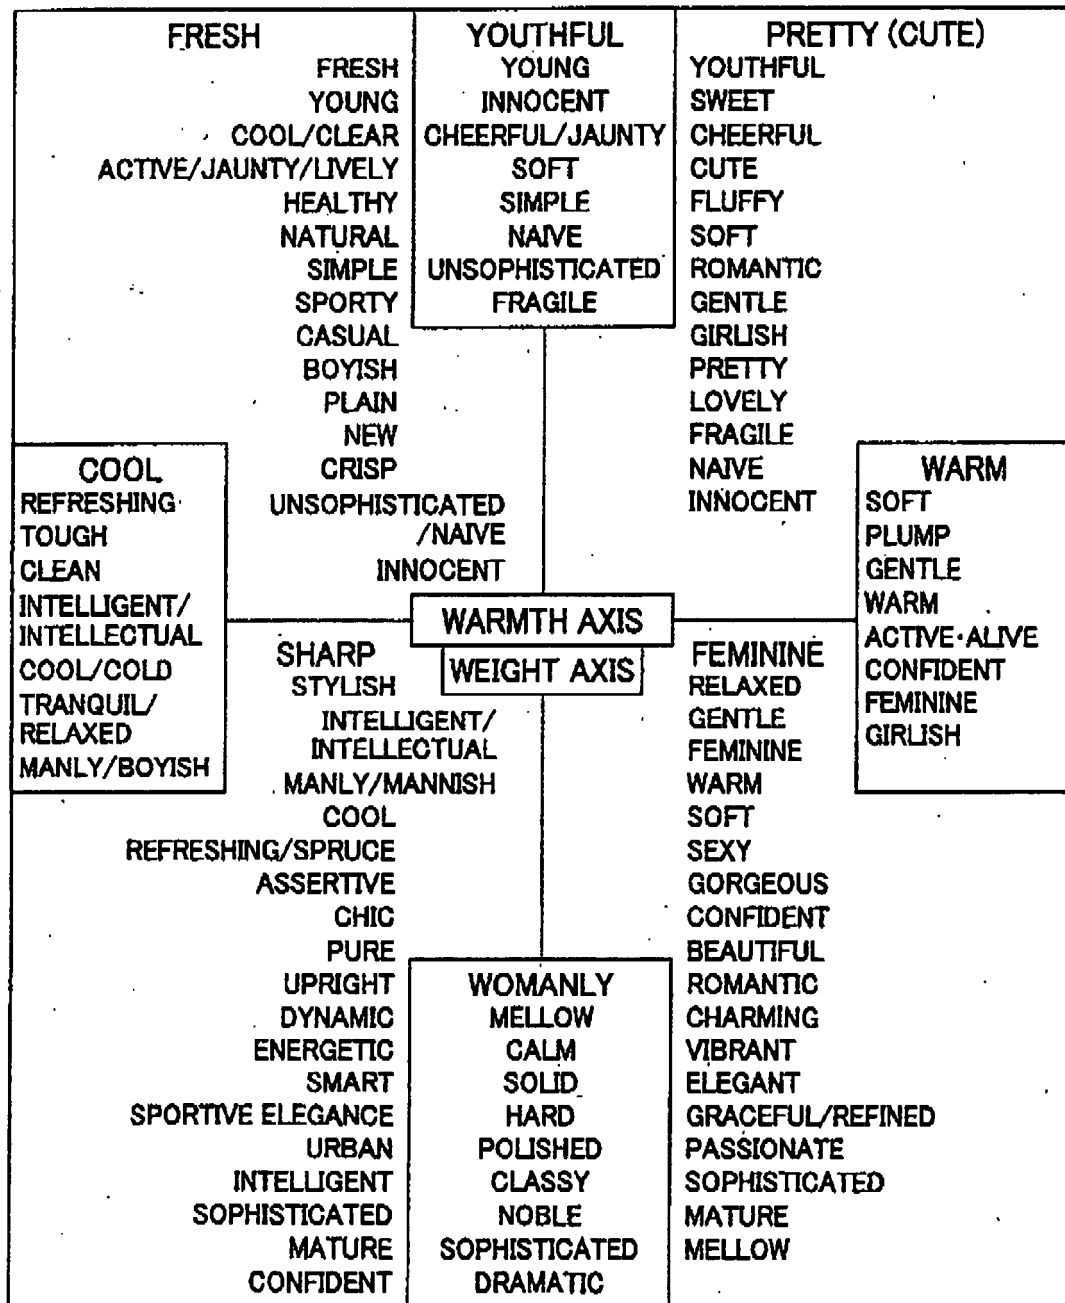 FRESH
FRESH
YOUNG
COOL/CLEAR
ACTIVE/JAUNTY/LIVELY
HEALTHY
NATURAL
SIMPLE
SPORTY
CASUAL
BOYISH
PLAIN
NEW
CRISP
UNSOPHISTICATED
/NAIVE
INNOCENT
YOUTHFUL
YOUNG
INNOCENT
CHEERFUL/JAUNTY
SOFT
SIMPLE
NAIVE
UNSOPHISTICATED
FRAGILE
PRETTY (CUTE)
YOUTHFUL
SWEET
CHEERFUL
CUTE
FLUFFY
SOFT
ROMANTIC
GENTLE
GIRLISH
PRETTY
LOVELY
FRAGILE
NAIVE
INNOCENT
COOL
REFRESHING
TOUGH
CLEAN
INTELLIGENT/
INTELLECTUAL
COOL/COLD
TRANQUIL/
RELAXED
MANLY/BOYISH
WARMTH AXIS
WEIGHT AXIS
WARM
SOFT
PLUMP
GENTLE
WARM
ACTIVE·ALIVE
CONFIDENT
FEMININE
GIRLISH
SHARP
STYLISH
INTELLIGENT/
INTELLECTUAL
MANLY/MANNISH
COOL
REFRESHING/SPRUCE
ASSERTIVE
CHIC
PURE
UPRIGHT
DYNAMIC
ENERGETIC
SMART
SPORTIVE ELEGANCE
URBAN
INTELLIGENT
SOPHISTICATED
MATURE
CONFIDENT
WOMANLY
MELLOW
CALM
SOLID
HARD
POLISHED
CLASSY
NOBLE
SOPHISTICATED
DRAMATIC
FEMININE
RELAXED
GENTLE
FEMININE
WARM
SOFT
SEXY
GORGEOUS
CONFIDENT
BEAUTIFUL
ROMANTIC
CHARMING
VIBRANT
ELEGANT
GRACEFUL/REFINED
PASSIONATE
SOPHISTICATED
MATURE
MELLOW